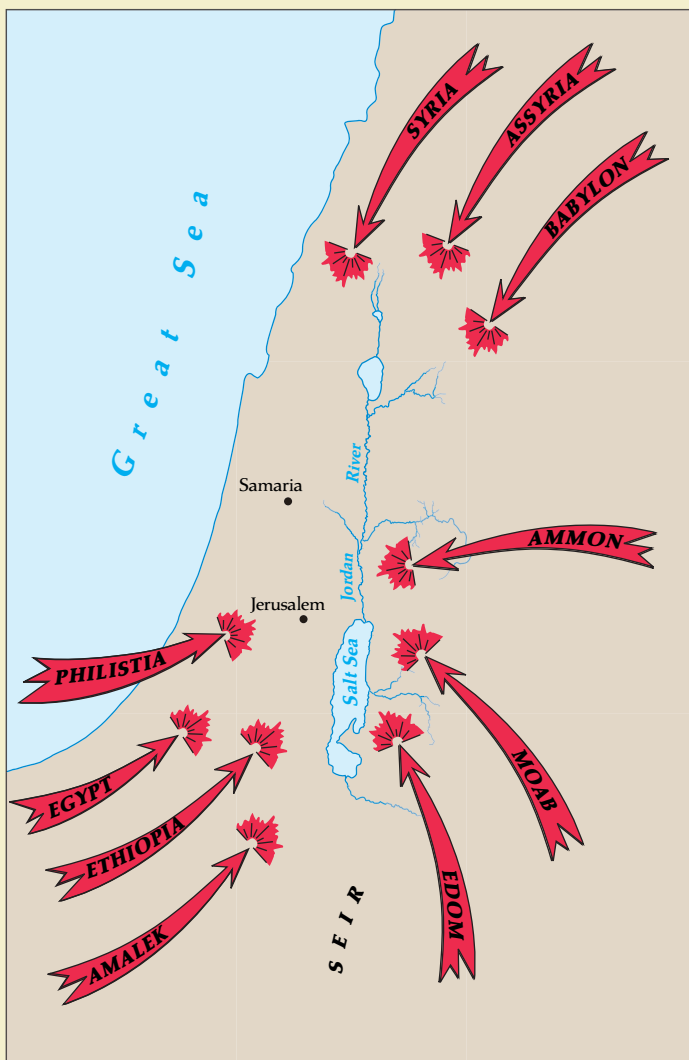 SYRIA
ASSYRIA
BABYLON
Great Sea
Samaria
River
Jordan
AMMON
Jerusalem
PHILISTIA
Salt Sea
EGYPT
MOAB
ETHIOPIA
EDOM
SEIR
AMALEK